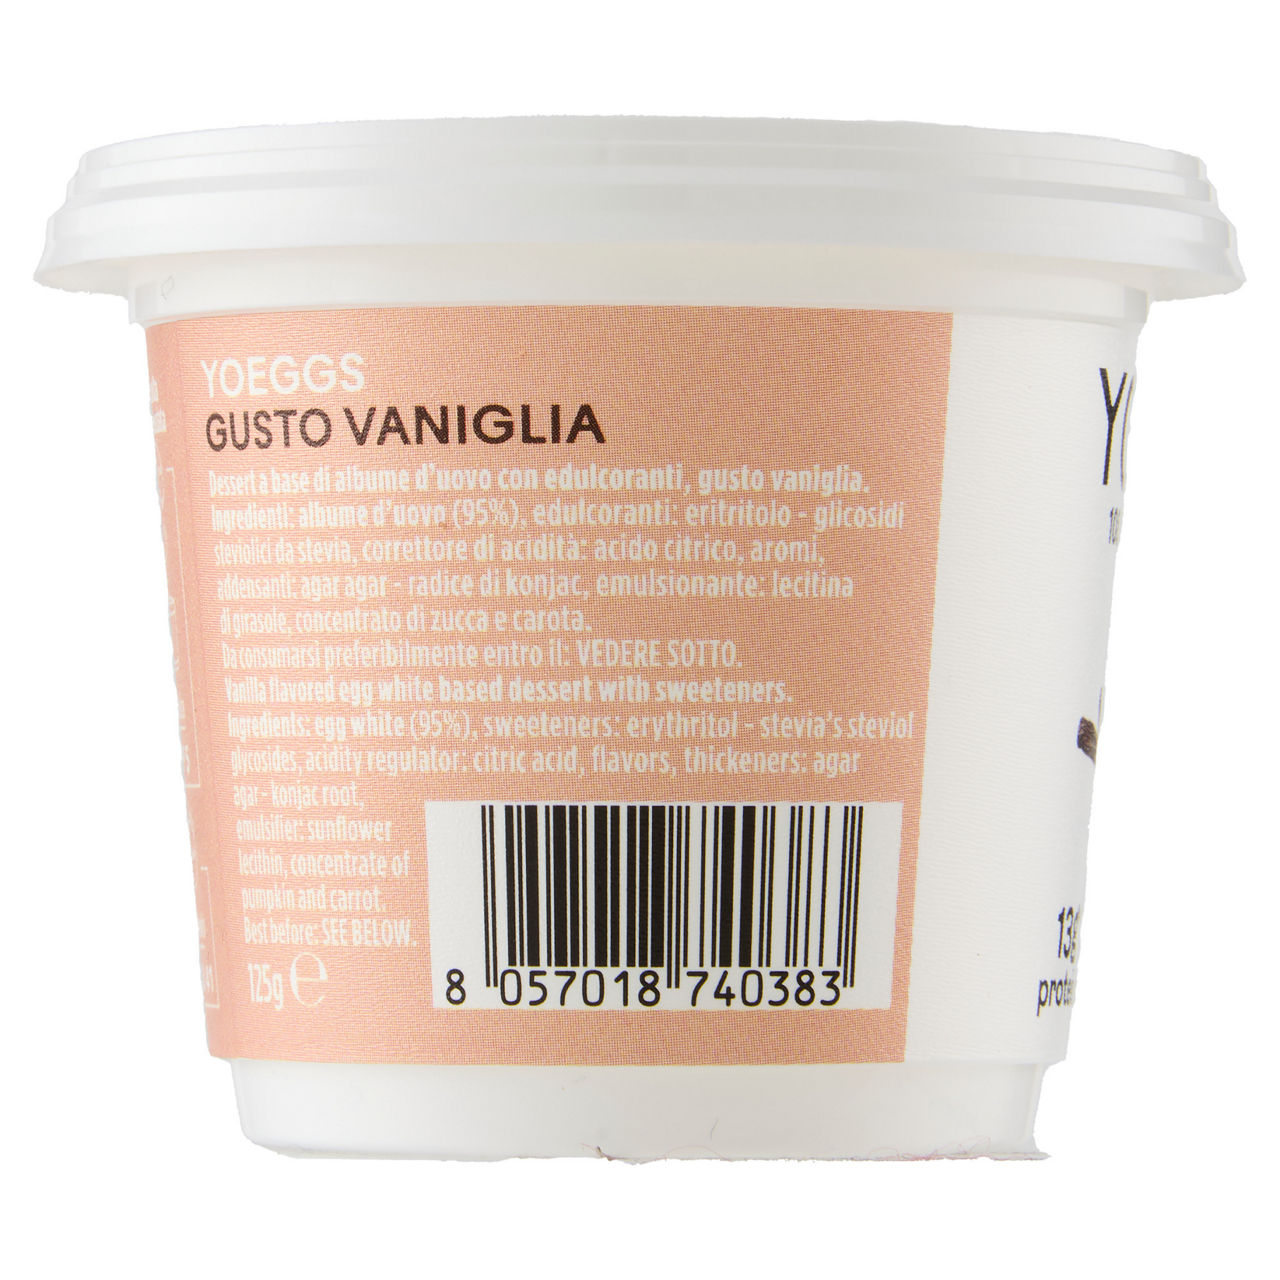 YOEGGS
GUSTO VANIGLIA
Dessert a base di albume d'uovo con edulcoranti, gusto vaniglia.
Ingredienti: albume d'uovo (95%), edulcoranti: eritritolo - glicosidi
steviolici da stevia, correttore di acidità: acido citrico, aromi,
addensanti: agar agar - radice di konjac, emulsionante: lecitina
di girasole, concentrato di zucca e carota.
Da consumarsi preferibilmente entro il: VEDERE SOTTO.
Vanilla flavored egg white based dessert with sweeteners.
Ingredients: egg white (95%), sweeteners: erythritol - stevia's steviol
glycosides, acidity regulator: citric acid, flavors, thickeners: agar
agar - konjac root,
emulsifier: sunflower
lecithin, concentrate of
pumpkin and carrot.
Best before: SEE BELOW.
125g ℮
8 057018 740383
13g